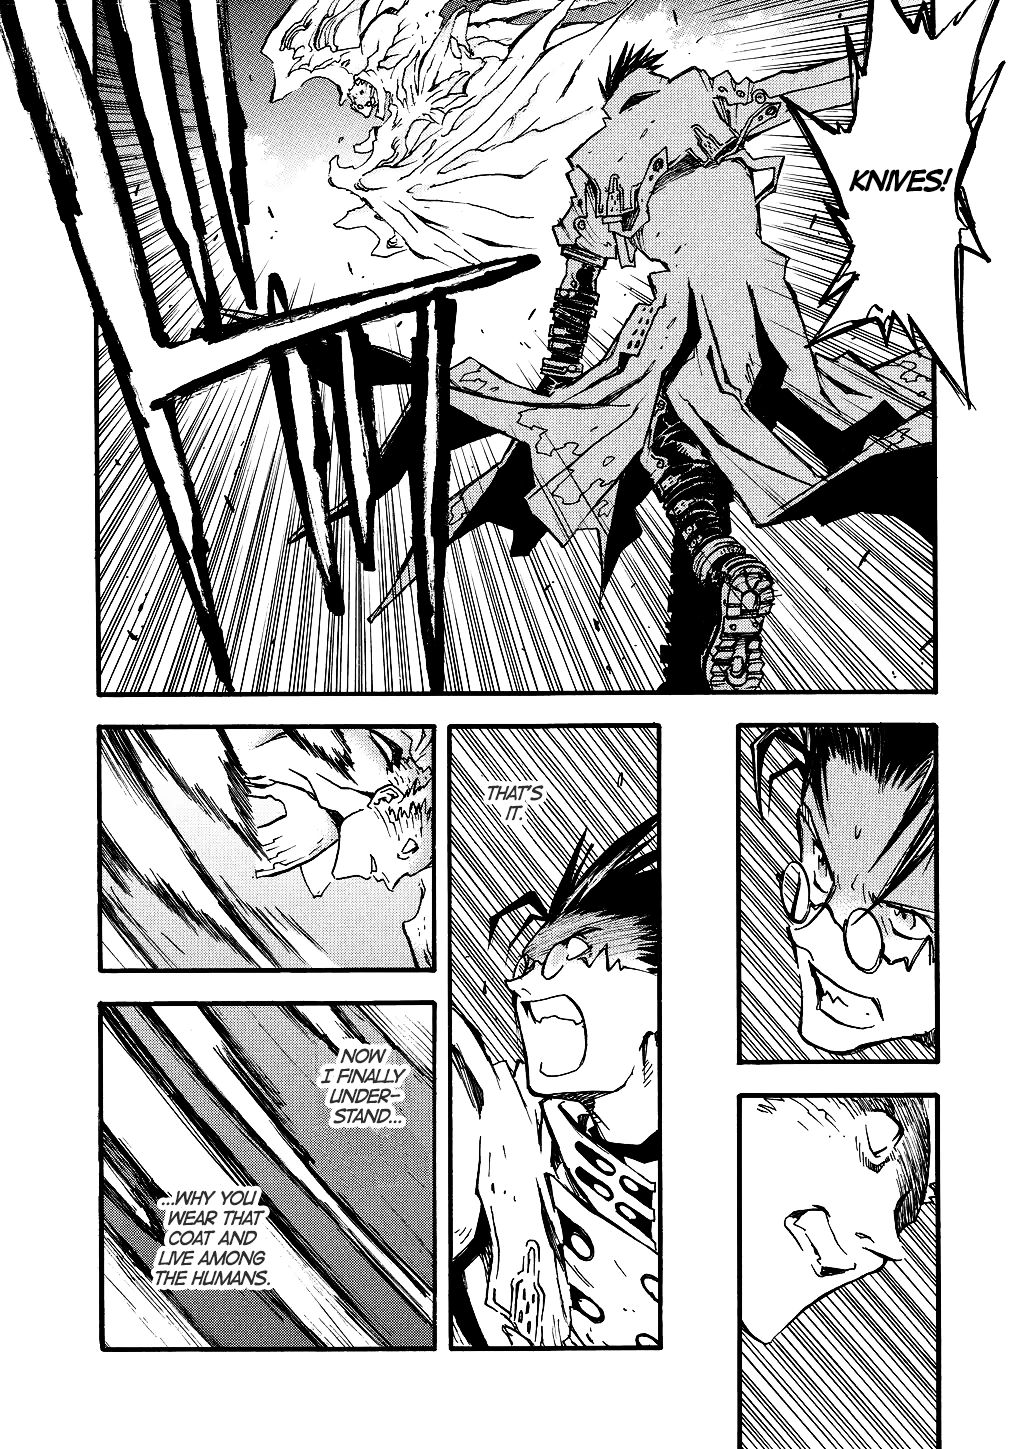 KNIVES!
THAT'S
IT.
NOW
I FINALLY
UNDER-
STAND...
...WHY YOU
WEAR THAT
COAT AND
LIVE AMONG
THE HUMANS.